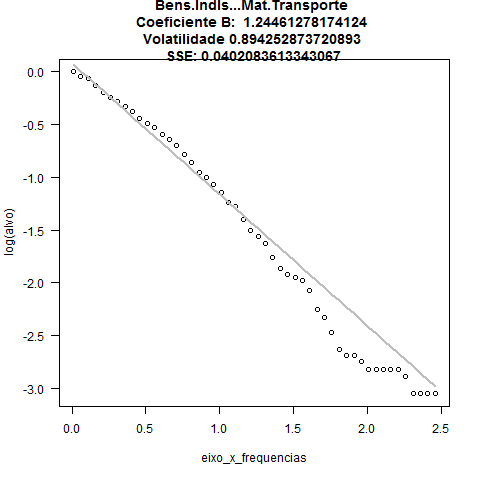 Bens.Indis...Mat.Transporte
Coeficiente B:  1.24461278174124
Volatilidade 0.894252873720893
SSE: 0.0402083613343067
0.0
-0.5
-1.0
-1.5
-2.0
-2.5
-3.0
log(alvo)
0.0 0.5 1.0 1.5 2.0 2.5
eixo_x_frequencias